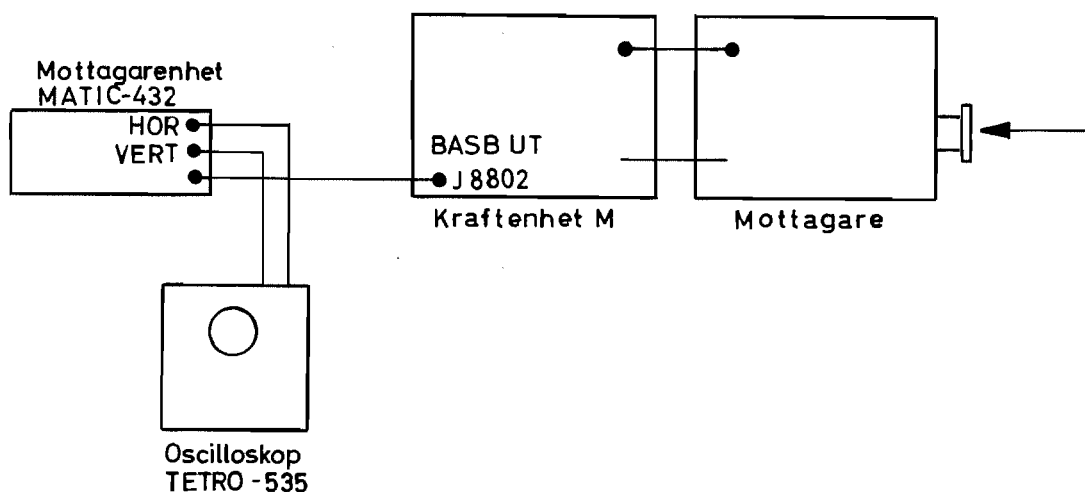 Mottagarenhet
MATIC-432
HOR
VERT
BASB UT
J 8802
Kraftenhet M
Mottagare
Oscilloskop
TETRO -535